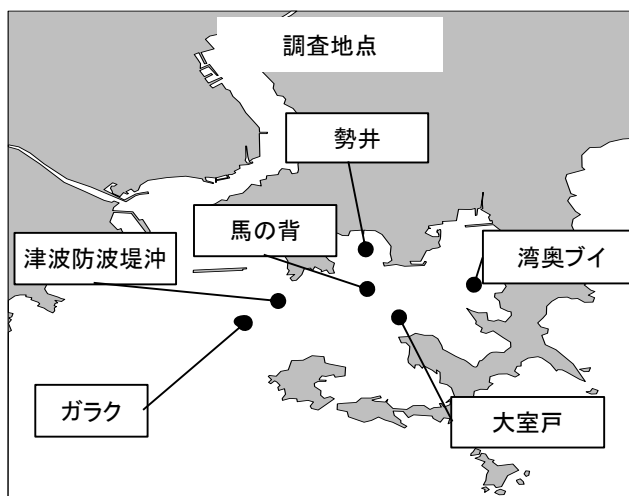 調査地点
勢井
馬の背
津波防波堤沖
湾奥ブイ
ガラク
大室戸